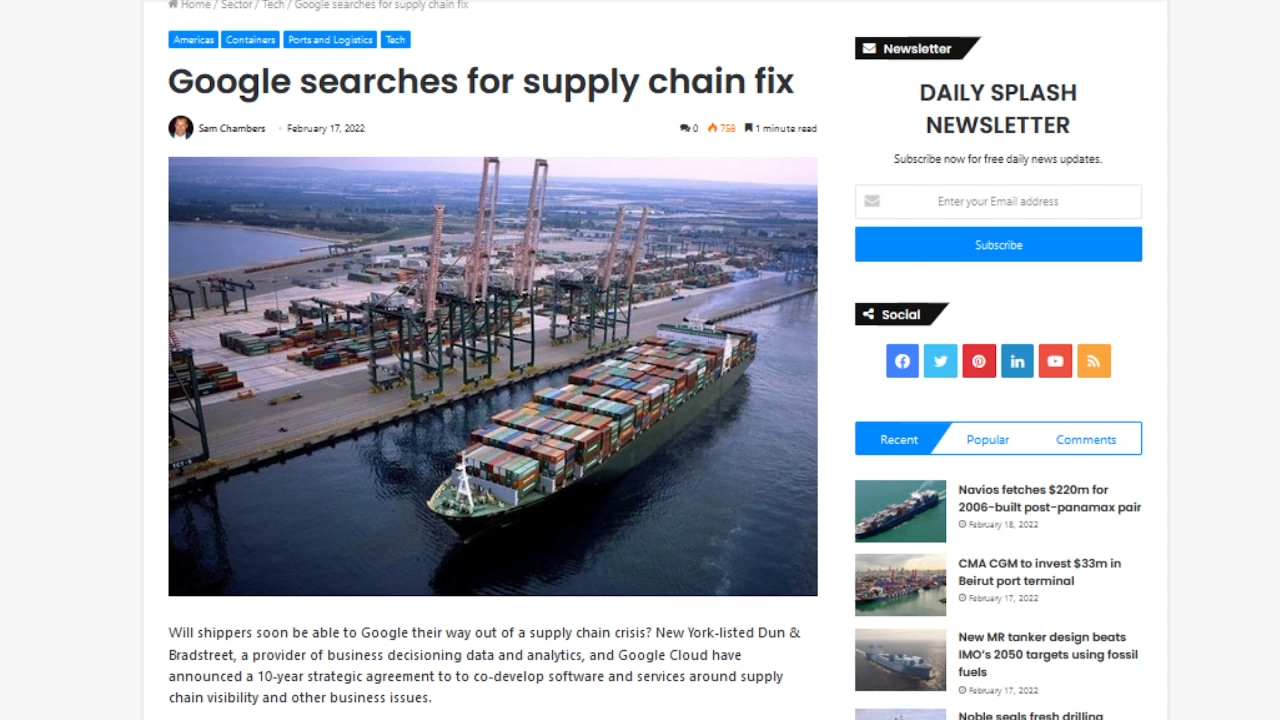 Home / Sector / Tech / Google searches for supply chain fix
Americas
Containers
Ports and Logistics
Tech
Google searches for supply chain fix
Sam Chambers · February 17, 2022
0 758 1 minute read
Will shippers soon be able to Google their way out of a supply chain crisis? New York-listed Dun &
Bradstreet, a provider of business decisioning data and analytics, and Google Cloud have
announced a 10-year strategic agreement to to co-develop software and services around supply
chain visibility and other business issues.
Newsletter
DAILY SPLASH
NEWSLETTER
Subscribe now for free daily news updates.
Enter your Email address
Subscribe
Social
Recent
Popular
Comments
Navios fetches $220m for
2006-built post-panamax pair
February 18, 2022
CMA CGM to invest $33m in
Beirut port terminal
February 17, 2022
New MR tanker design beats
IMO's 2050 targets using fossil
fuels
February 17, 2022
Noble seals fresh drilling